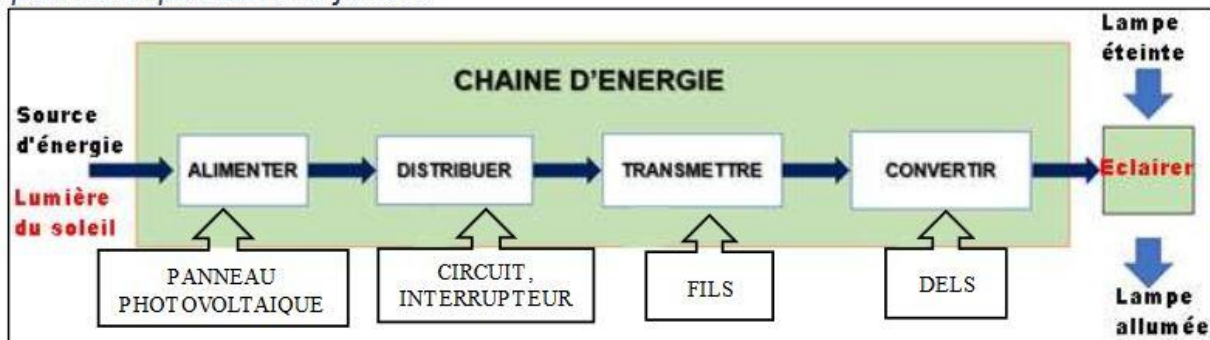 CHAINE D'ENERGIE
Source
d'énergie
Lumière
du soleil
ALIMENTER
DISTRIBUER
TRANSMETTRE
CONVERTIR
PANNEAU
PHOTOVOLTAIQUE
CIRCUIT,
INTERRUPTEUR
FILS
DELS
Lampe
éteinte
Eclairer
Lampe
allumée